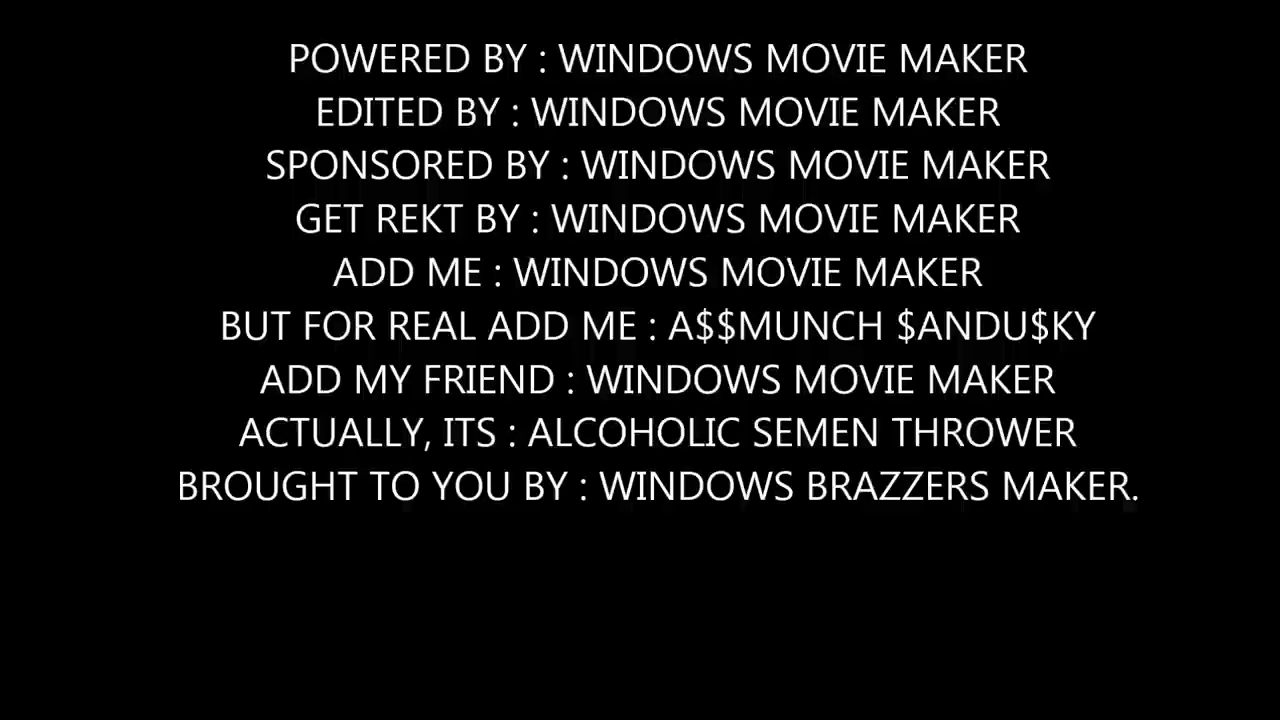 POWERED BY : WINDOWS MOVIE MAKER
EDITED BY : WINDOWS MOVIE MAKER
SPONSORED BY : WINDOWS MOVIE MAKER
GET REKT BY : WINDOWS MOVIE MAKER
ADD ME : WINDOWS MOVIE MAKER
BUT FOR REAL ADD ME : A$$MUNCH $ANDU$KY
ADD MY FRIEND : WINDOWS MOVIE MAKER
ACTUALLY, ITS : ALCOHOLIC SEMEN THROWER
BROUGHT TO YOU BY : WINDOWS BRAZZERS MAKER.